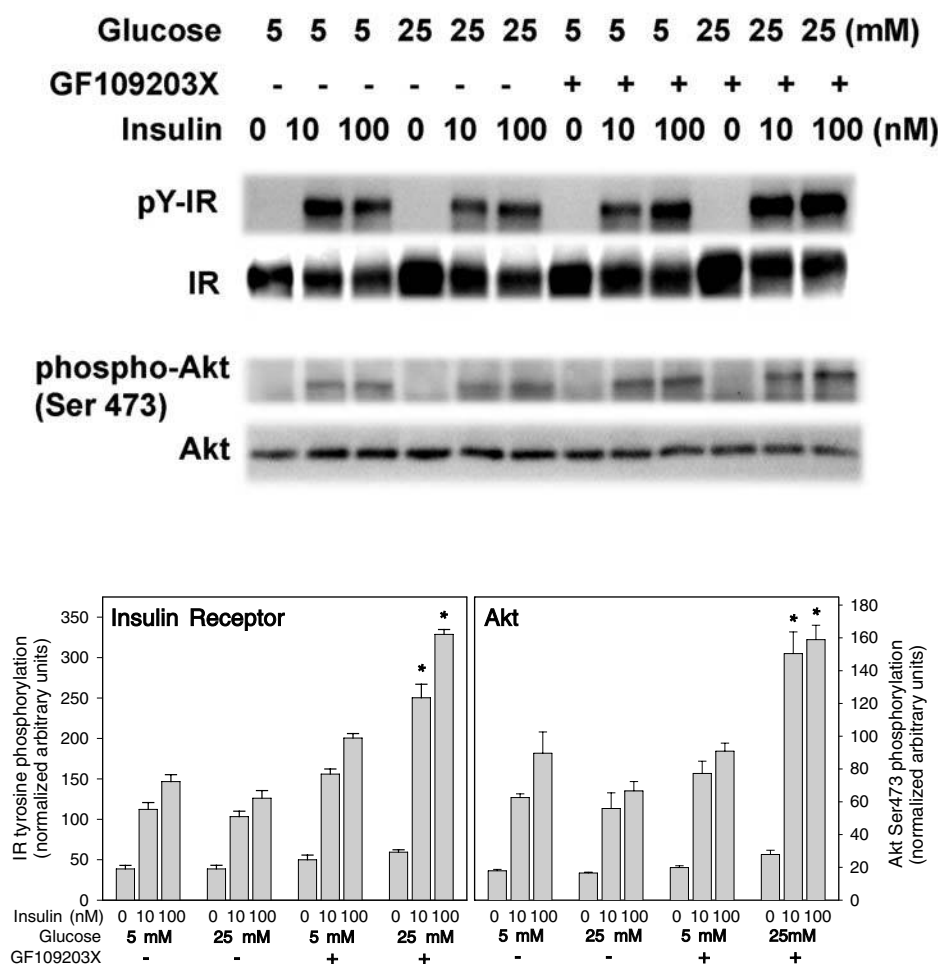 Glucose 5 5 5 25 25 25 5 5 5 25 25 25 (mM)
GF109203X - - - - - - + + + + + +
Insulin 0 10 100 0 10 100 0 10 100 0 10 100 (nM)
pY-IR
IR
phospho-Akt
(Ser 473)
Akt
Insulin Receptor
Akt
IR tyrosine phosphorylation
(normalized arbitrary units)
350
300
250
200
150
100
50
0
* *
* *
180
160
140
120
100
80
60
40
20
0
Akt Ser473 phosphorylation
(normalized arbitrary units)
Insulin (nM) 0 10 100 0 10 100 0 10 100 0 10 100 0 10 100 0 10 100 0 10 100 0 10 100
Glucose 5 mM 25 mM 5 mM 25 mM 5 mM 25 mM 5 mM 25mM
GF109203X - - + + - - + +